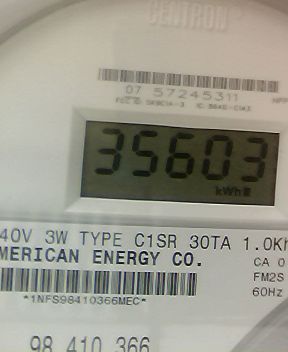 CENTRON
07 57245311
35603
kWh
40V 3W TYPE C1SR 30TA 1.0Kh
MERICAN ENERGY CO.
CA 0
FM2S
60Hz
*1NFS98410366MEC*
98 410 366